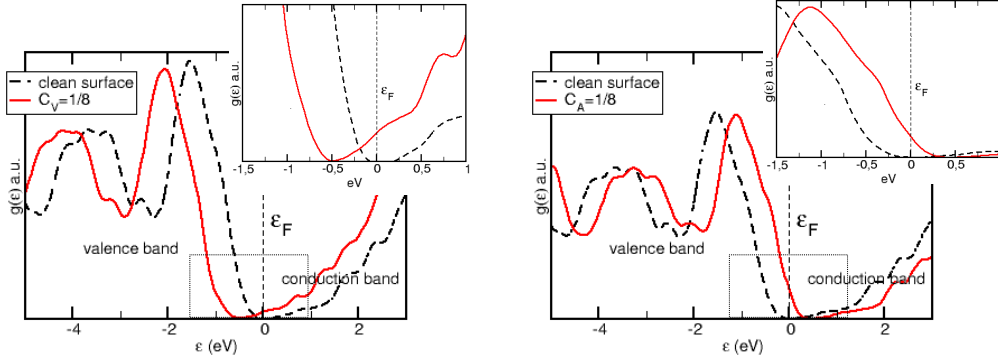 ε_F
g(ε) a.u.
-1,5 -1 -0,5 0 0,5 1
eV
clean surface
C_V=1/8
g(ε) a.u.
ε_F
valence band
conduction band
-4 -2 0 2
ε (eV)
ε_F
g(ε) a.u.
-1,5 -1 -0,5 0 0,5
eV
clean surface
C_A=1/8
g(ε) a.u.
ε_F
valence band
conduction band
-4 -2 0 2
ε (eV)